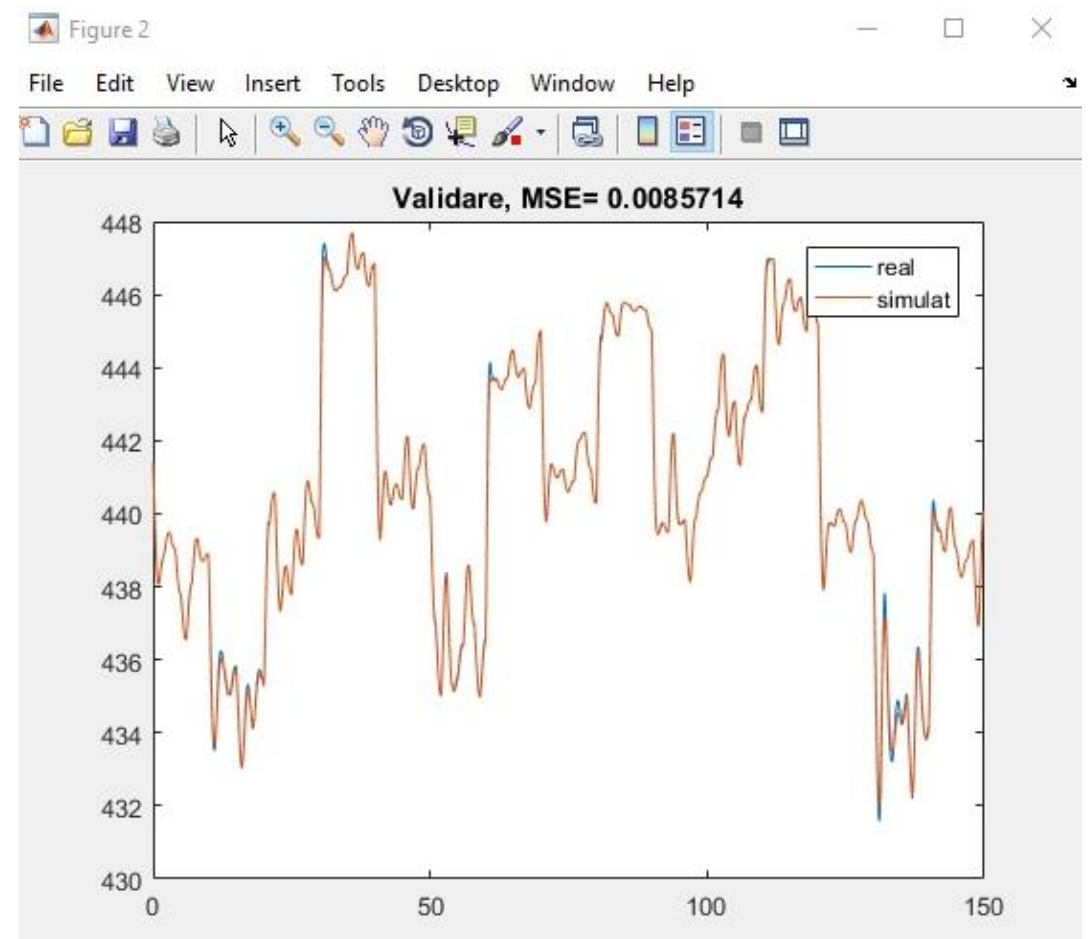 Figure 2
File Edit View Insert Tools Desktop Window Help
Validare, MSE= 0.0085714
448
446
444
442
440
438
436
434
432
430
0 50 100 150
real
simulat